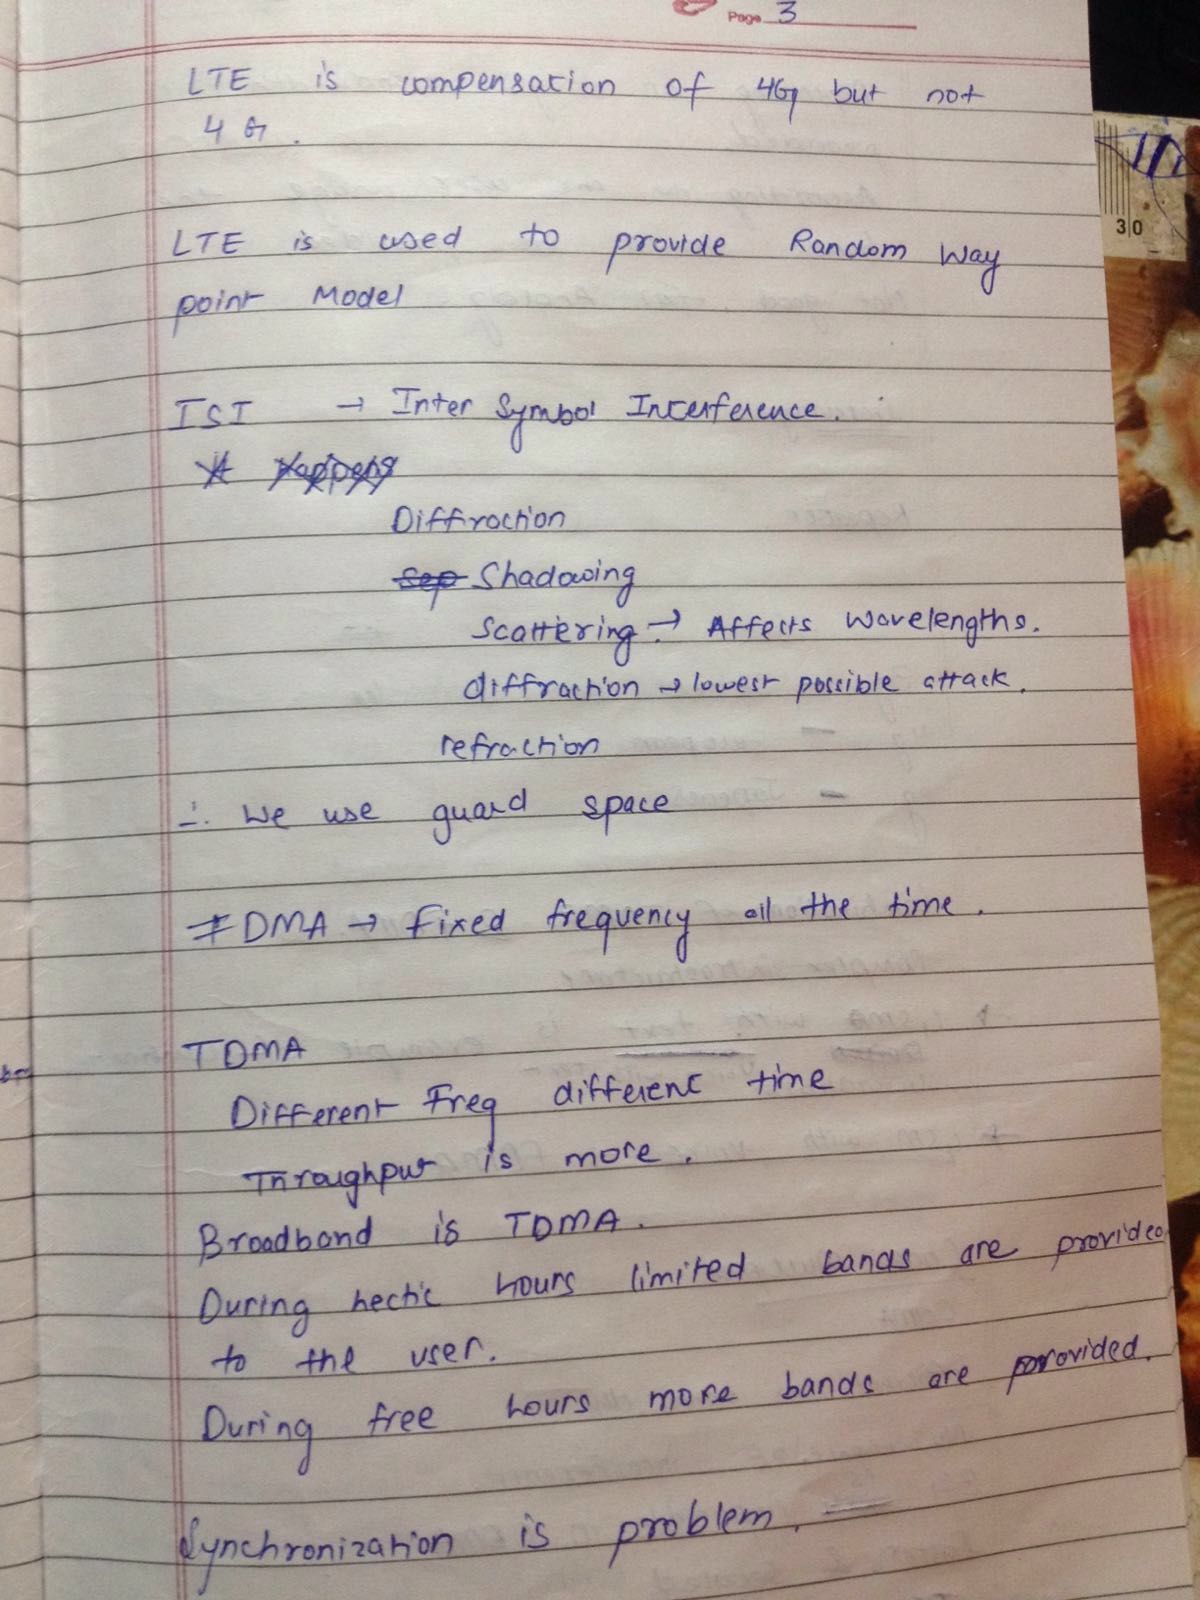 Page 3
LTE is compensation of 4G but not
4G.
LTE is used to provide Random Way
point Model
ISI → Inter Symbol Interference.
Diffraction
Shadowing
Scattering → Affects wavelengths.
diffraction → lowest possible attack.
refraction
∴ We use guard space
FDMA → Fixed frequency all the time.
TDMA
Different Freq different time
Throughput is more.
Broadband is TDMA.
During hectic hours limited bands are provided
to the user.
During free hours more bands are provided.
Synchronization is problem.
30